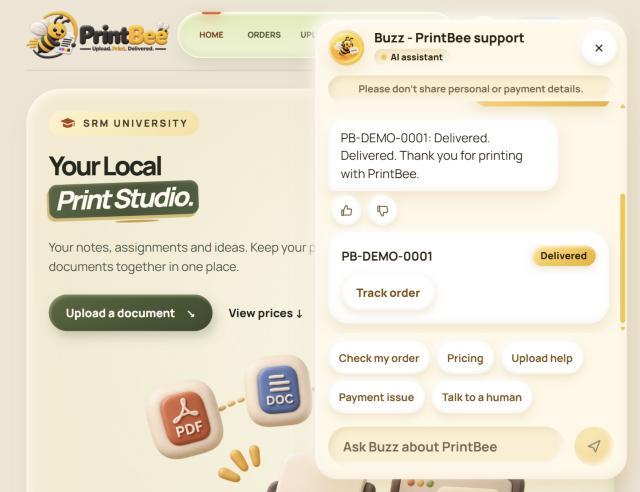 PrintBee
Upload. Print. Delivered.
HOME
ORDERS
SRM UNIVERSITY
Your Local
Print Studio.
Your notes, assignments and ideas. Keep your
documents together in one place.
Upload a document ↘
View prices ↓
PDF
DOC
Buzz - PrintBee support
AI assistant
Please don't share personal or payment details.
PB-DEMO-0001: Delivered.
Delivered. Thank you for printing
with PrintBee.
PB-DEMO-0001
Delivered
Track order
Check my order
Pricing
Upload help
Payment issue
Talk to a human
Ask Buzz about PrintBee